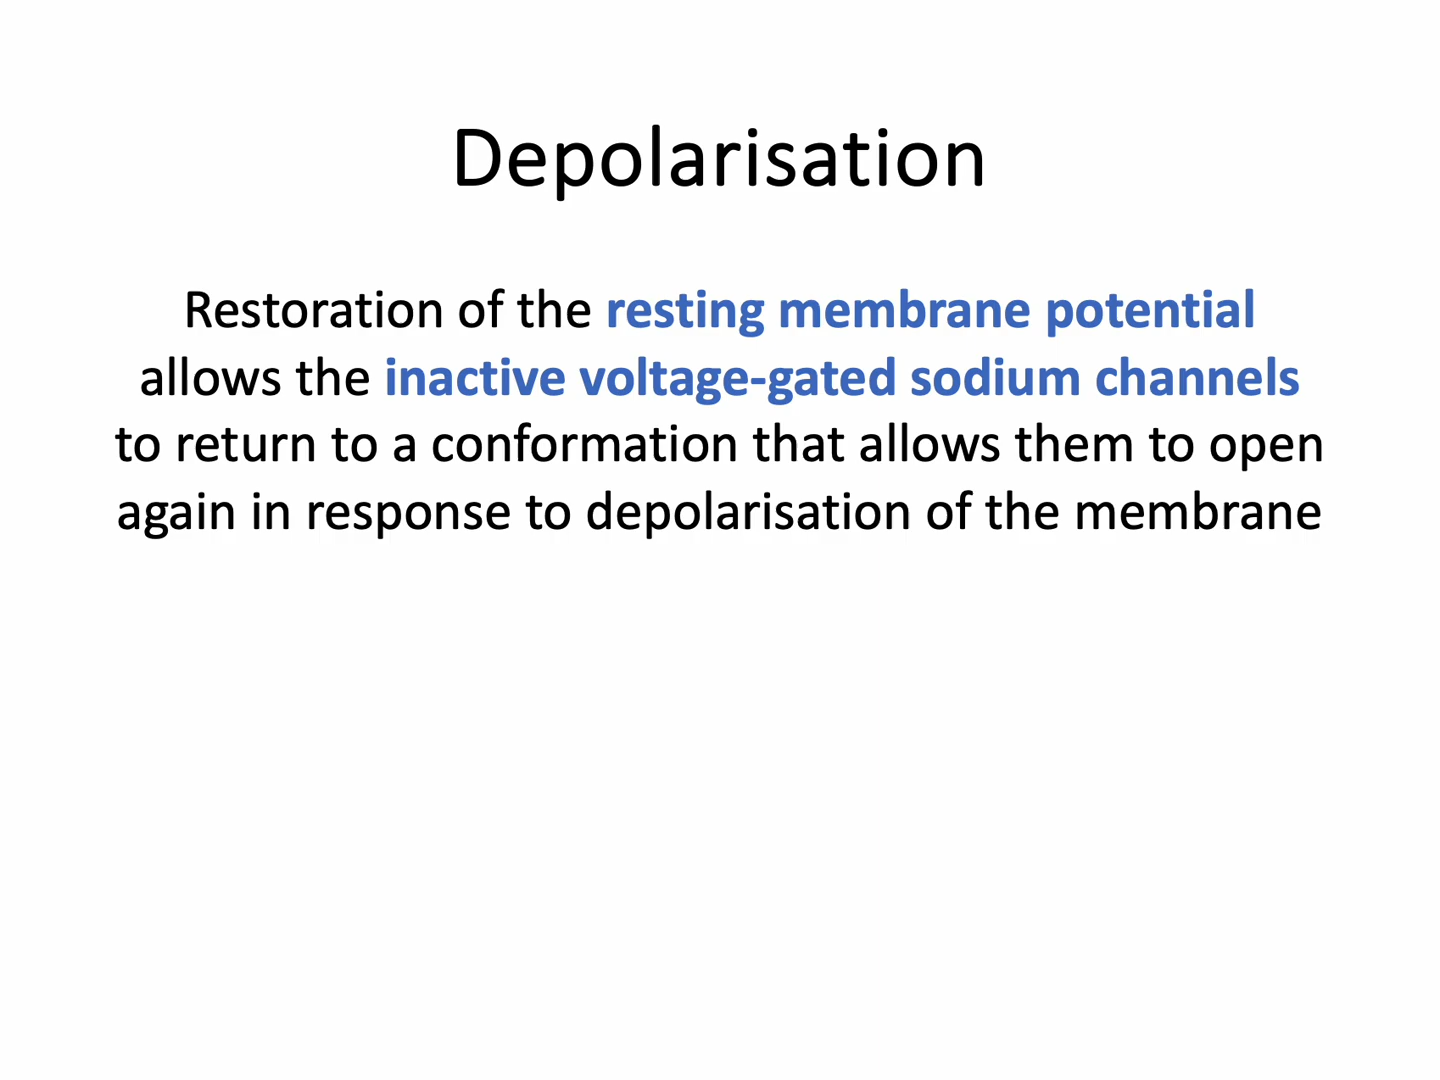 Depolarisation
Restoration of the resting membrane potential
allows the inactive voltage-gated sodium channels
to return to a conformation that allows them to open
again in response to depolarisation of the membrane